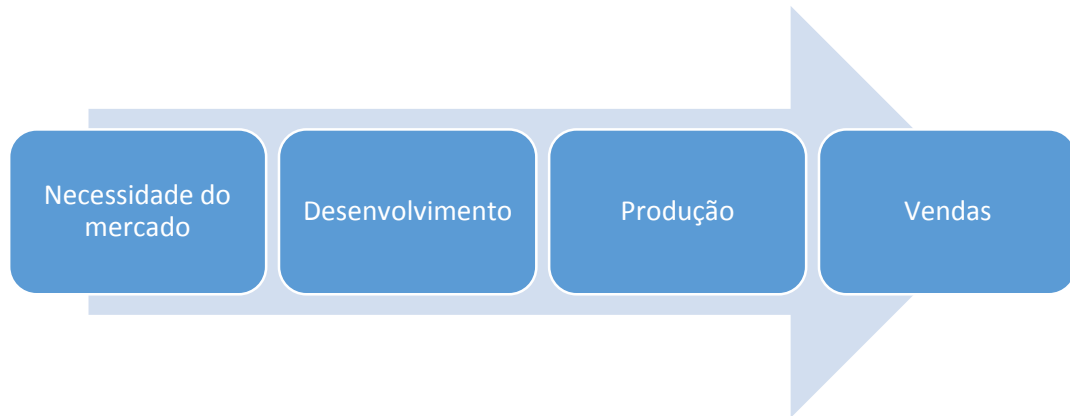 Necessidade do
mercado
Desenvolvimento
Produção
Vendas